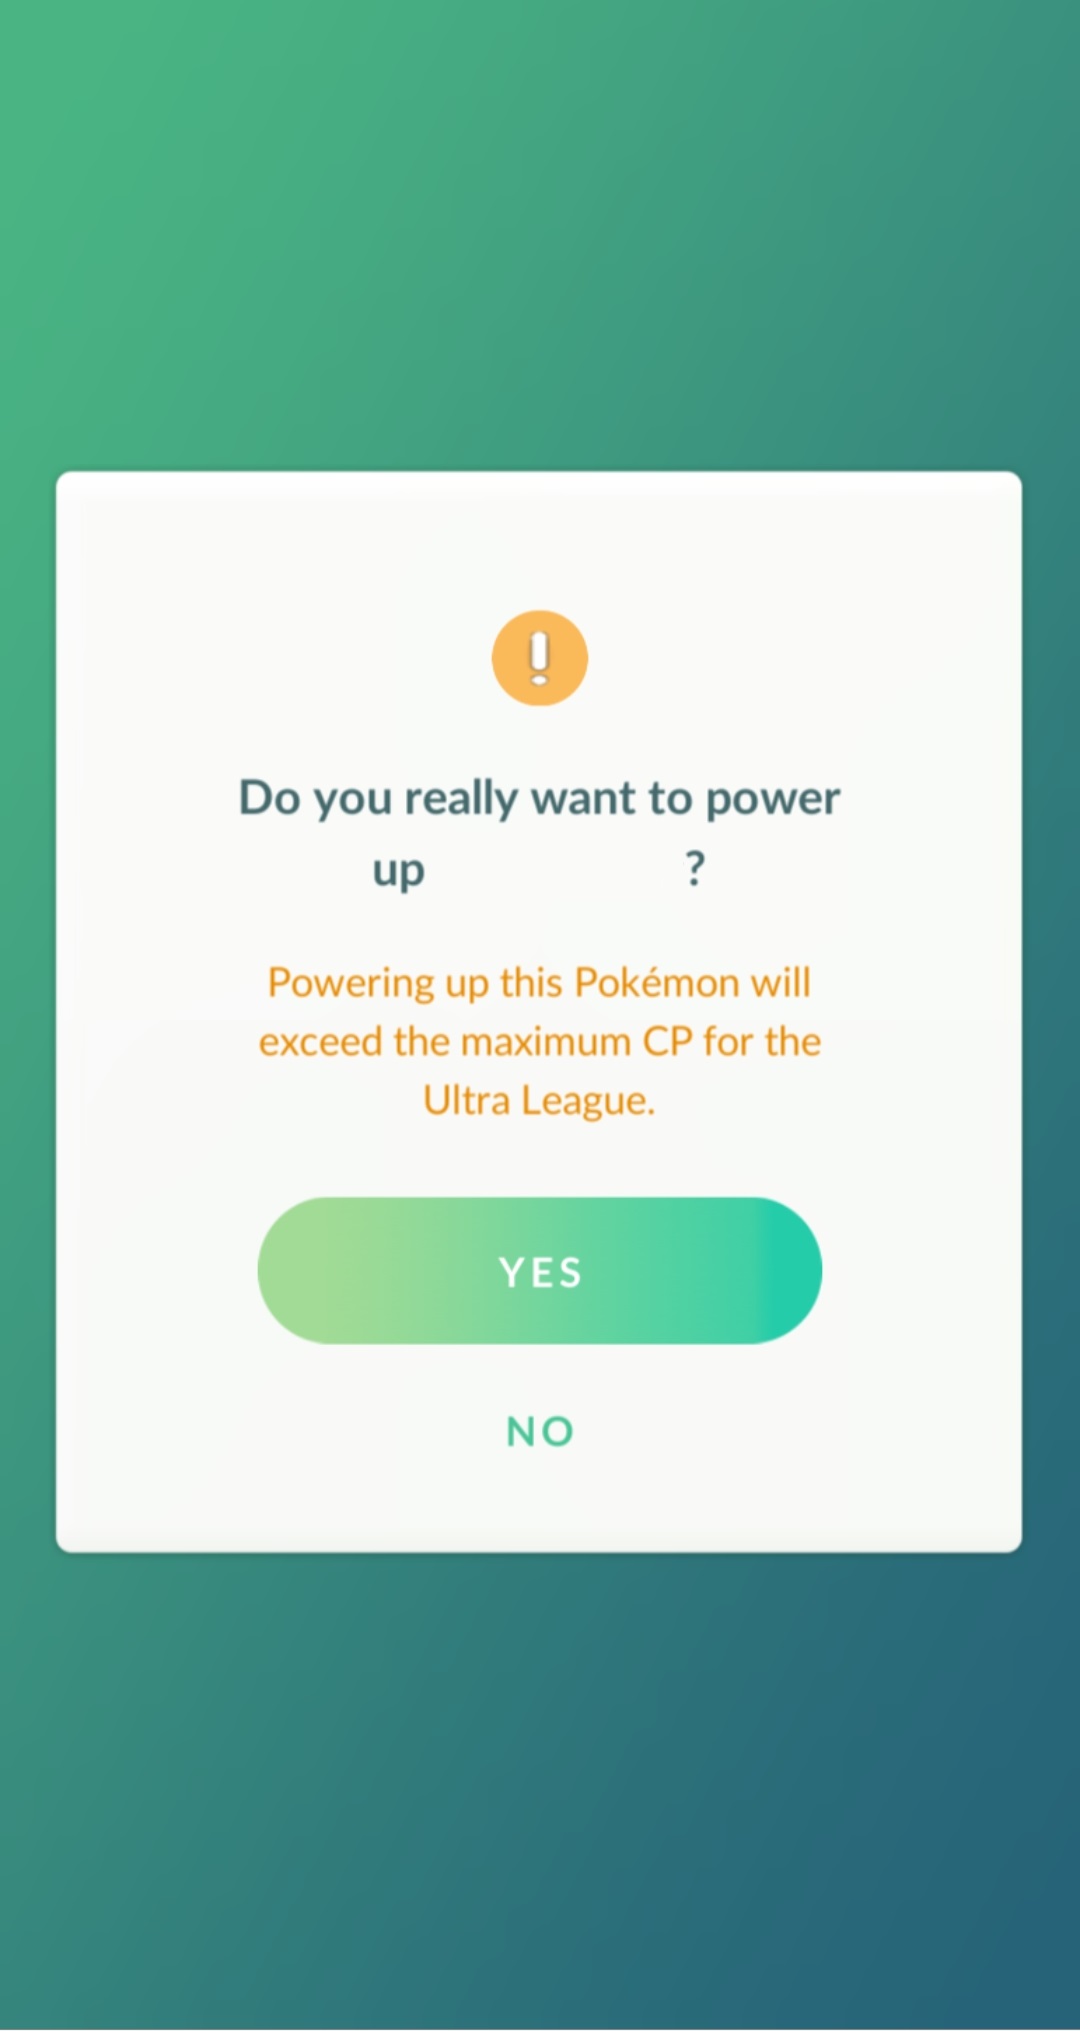 Do you really want to power
up ?
Powering up this Pokémon will
exceed the maximum CP for the
Ultra League.
YES
NO